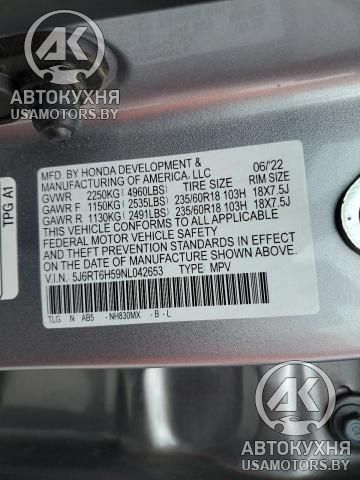 AK
АВТОКУХНЯ
USAMOTORS.BY
TPG A1
MFD. BY HONDA DEVELOPMENT &
MANUFACTURING OF AMERICA, LLC 06/'22
GVWR 2250KG( 4960LBS) TIRE SIZE RIM SIZE
GAWR F 1150KG( 2535LBS) 235/60R18 103H 18X7.5J
GAWR R 1130KG( 2491LBS) 235/60R18 103H 18X7.5J
THIS VEHICLE CONFORMS TO ALL APPLICABLE
FEDERAL MOTOR VEHICLE SAFETY, BUMPER,
AND THEFT PREVENTION STANDARDS IN EFFECT
ON THE DATE OF MANUFACTURE SHOWN ABOVE.
V.I.N. 5J6RT6H59NL042653 TYPE: MPV
TLG N AB5 - NH830MX - B - L
AK
АВТОКУХНЯ
USAMOTORS.BY